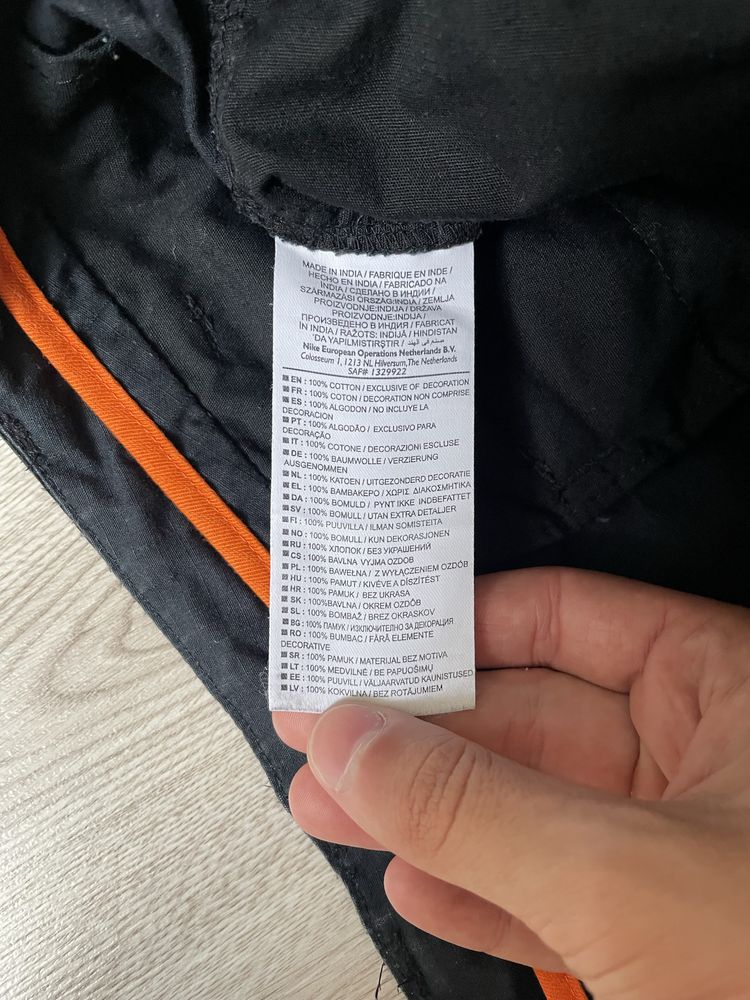 MADE IN INDIA / FABRIQUE EN INDE /
HECHO EN INDIA / FABRICADO NA
ÍNDIA / СДЕЛАНО В ИНДИИ /
SZÁRMAZÁSI ORSZÁG:INDIA / ZEMLJA
PROIZVODNJE:INDIJA / DRŽAVA
PROIZVODNJE:INDIJA /
ПРОИЗВЕДЕНО В ИНДИЯ / FABRICAT
ÎN INDIA / RAŽOTS: INDIJĀ / HINDISTAN
'DA YAPILMISTIRŞTIR / صنع في الهند
Nike European Operations Netherlands B.V.
Colosseum 1, 1213 NL Hilversum, The Netherlands
SAF# 1329922
EN : 100% COTTON / EXCLUSIVE OF DECORATION
FR : 100% COTON / DECORATION NON COMPRISE
ES : 100% ALGODON / NO INCLUYE LA
DECORACION
PT : 100% ALGODÃO / EXCLUSIVO PARA
DECORAÇÃO
IT : 100% COTONE / DECORAZIONI ESCLUSE
DE : 100% BAUMWOLLE / VERZIERUNG
AUSGENOMMEN
NL : 100% KATOEN / UITGEZONDERD DECORATIE
EL : 100% ΒΑΜΒΑΚΕΡΟ / ΧΩΡΙΣ ΔΙΑΚΟΣΜΗΤΙΚΑ
DA : 100% BOMULD / PYNT IKKE INDBEFATTET
SV : 100% BOMULL / UTAN EXTRA DETALJER
FI : 100% PUUVILLA / ILMAN SOMISTEITA
NO : 100% BOMULL / KUN DEKORASJONEN
RU : 100% ХЛОПОК / БЕЗ УКРАШЕНИЙ
CS : 100% BAVLNA VYJMA OZDOB
PL : 100% BAWEŁNA / Z WYŁĄCZENIEM OZDÓB
HU : 100% PAMUT / KIVÉVE A DÍSZÍTÉST
HR : 100% PAMUK / BEZ UKRASA
SK : 100%BAVLNA / OKREM OZDÔB
SL : 100% BOMBAŽ / BREZ OKRASKOV
BG : 100% ПАМУК / ИЗКЛЮЧИТЕЛНО ЗА ДЕКОРАЦИЯ
RO : 100% BUMBAC / FĂRĂ ELEMENTE
DECORATIVE
SR : 100% PAMUK / MATERIJAL BEZ MOTIVA
LT : 100% MEDVILNĖ / BE PAPUOŠIMŲ
EE : 100% PUUVILL / VÄLJAARVATUD KAUNISTUSED
LV : 100% KOKVILNA / BEZ ROTĀJUMIEM